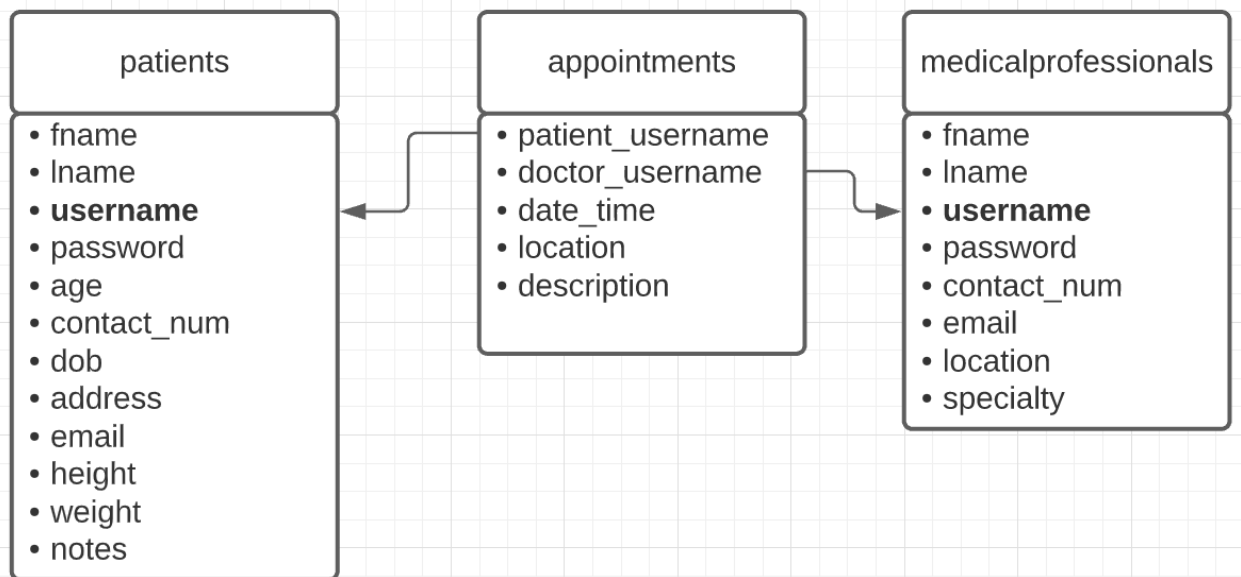 patients
• fname
• lname
• username
• password
• age
• contact_num
• dob
• address
• email
• height
• weight
• notes
appointments
• patient_username
• doctor_username
• date_time
• location
• description
medicalprofessionals
• fname
• lname
• username
• password
• contact_num
• email
• location
• specialty